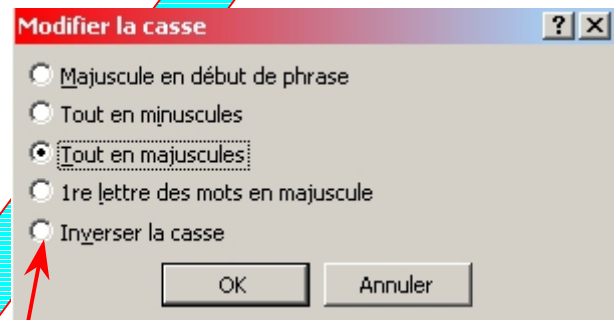 Modifier la casse
Majuscule en début de phrase
Tout en minuscules
Tout en majuscules
1re lettre des mots en majuscule
Inverser la casse
OK Annuler